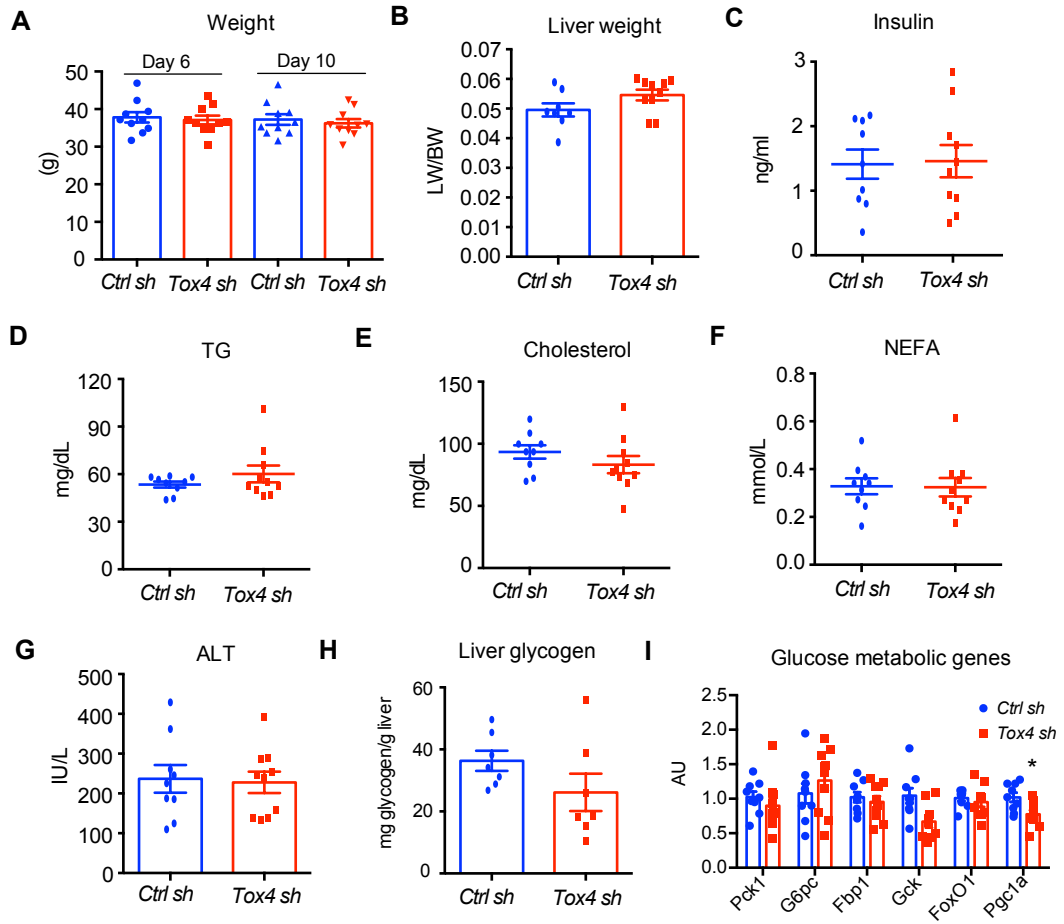 A
Weight
Day 6
Day 10
50
40
30
20
10
0
(g)
Ctrl sh
Tox4 sh
Ctrl sh
Tox4 sh
B
Liver weight
0.07
0.06
0.05
0.04
0.03
0.02
0.01
0.00
LW/BW
Ctrl sh
Tox4 sh
C
Insulin
3
2
1
0
ng/ml
Ctrl sh
Tox4 sh
D
TG
120
90
60
30
0
mg/dL
Ctrl sh
Tox4 sh
E
Cholesterol
150
100
50
0
mg/dL
Ctrl sh
Tox4 sh
F
NEFA
0.8
0.6
0.4
0.2
0.0
mmol/L
Ctrl sh
Tox4 sh
G
ALT
500
400
300
200
100
0
IU/L
Ctrl sh
Tox4 sh
H
Liver glycogen
60
40
20
0
mg glycogen/g liver
Ctrl sh
Tox4 sh
I
Glucose metabolic genes
2.5
2.0
1.5
1.0
0.5
0.0
AU
Ctrl sh
Tox4 sh
*
Pck1
G6pc
Fbp1
Gck
FoxO1
Pgc1a